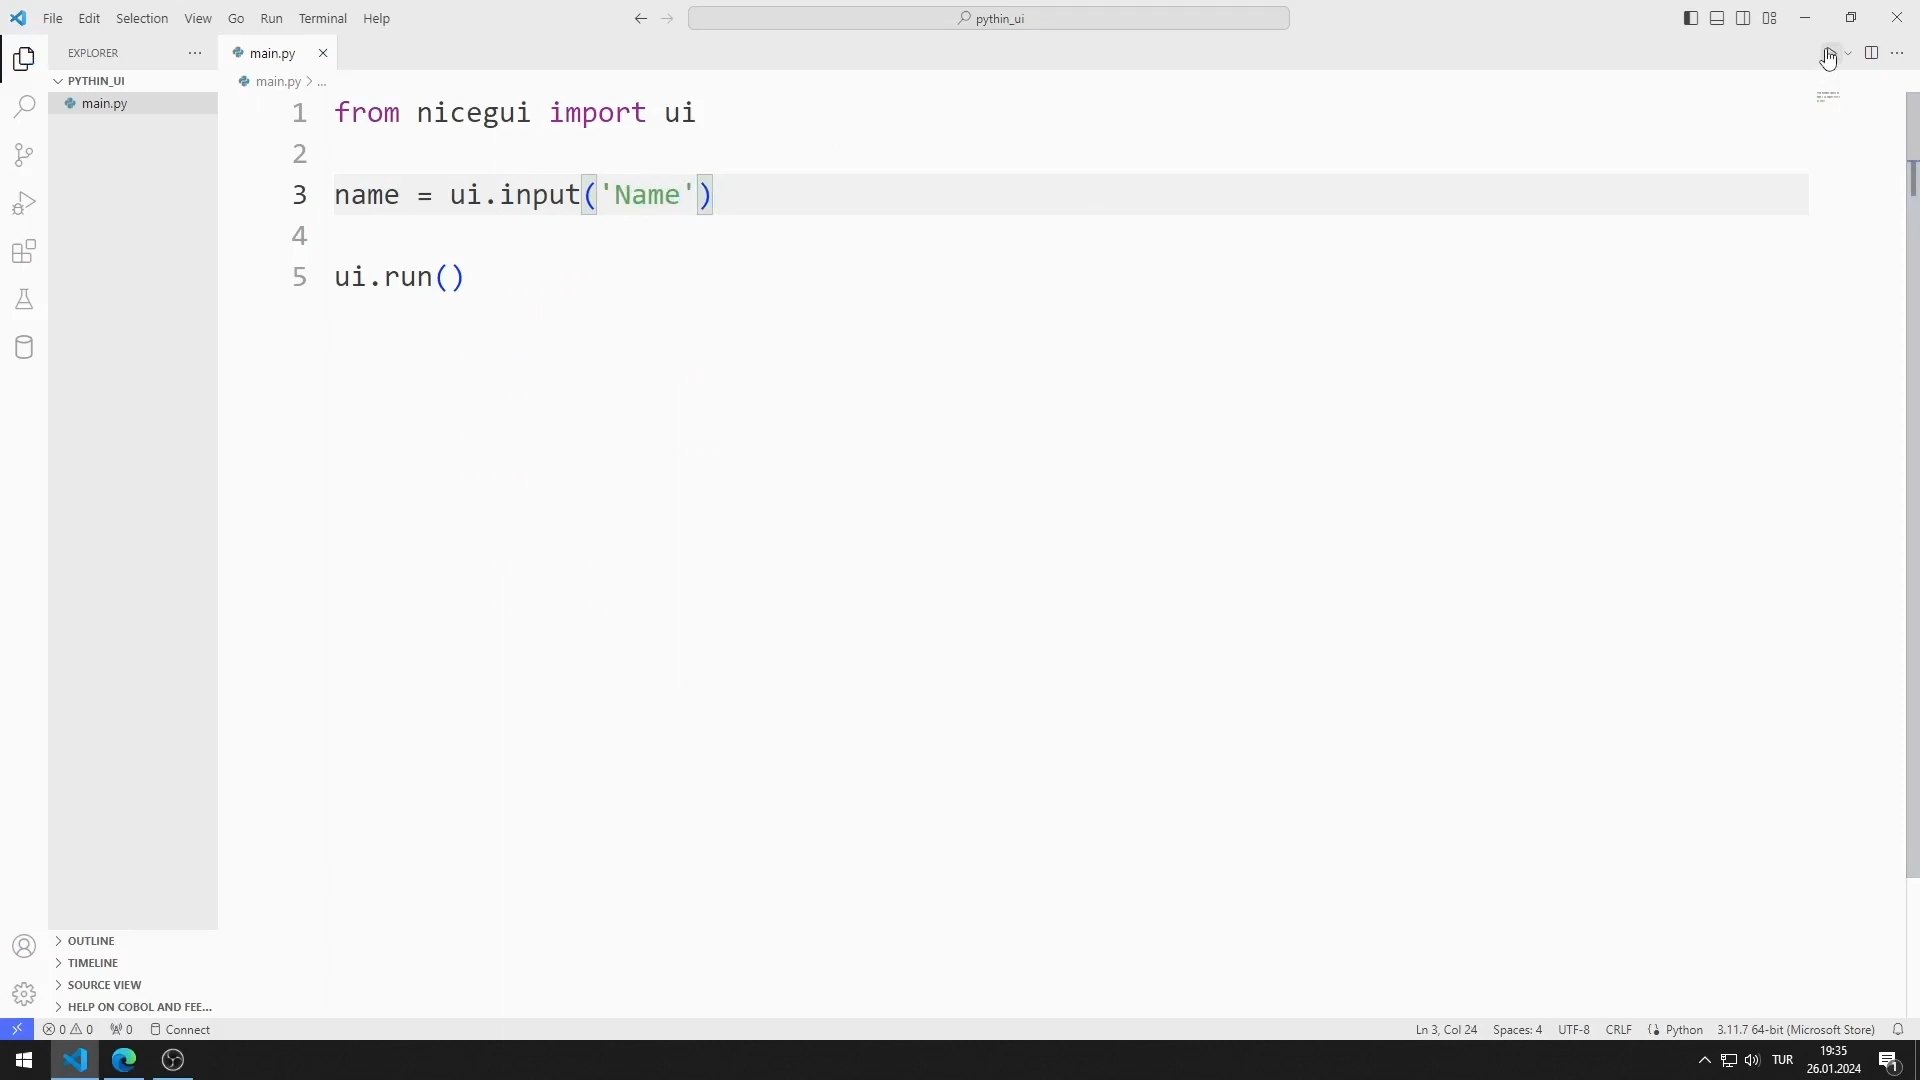 File Edit Selection View Go Run Terminal Help
pythin_ui
EXPLORER
main.py
PYTHIN_UI
main.py > ...
main.py
1 from nicegui import ui
2
3 name = ui.input('Name')
4
5 ui.run()
OUTLINE
TIMELINE
SOURCE VIEW
HELP ON COBOL AND FEE...
0 0 0 Connect
Ln 3, Col 24 Spaces: 4 UTF-8 CRLF Python 3.11.7 64-bit (Microsoft Store)
TUR
19:35
26.01.2024
1